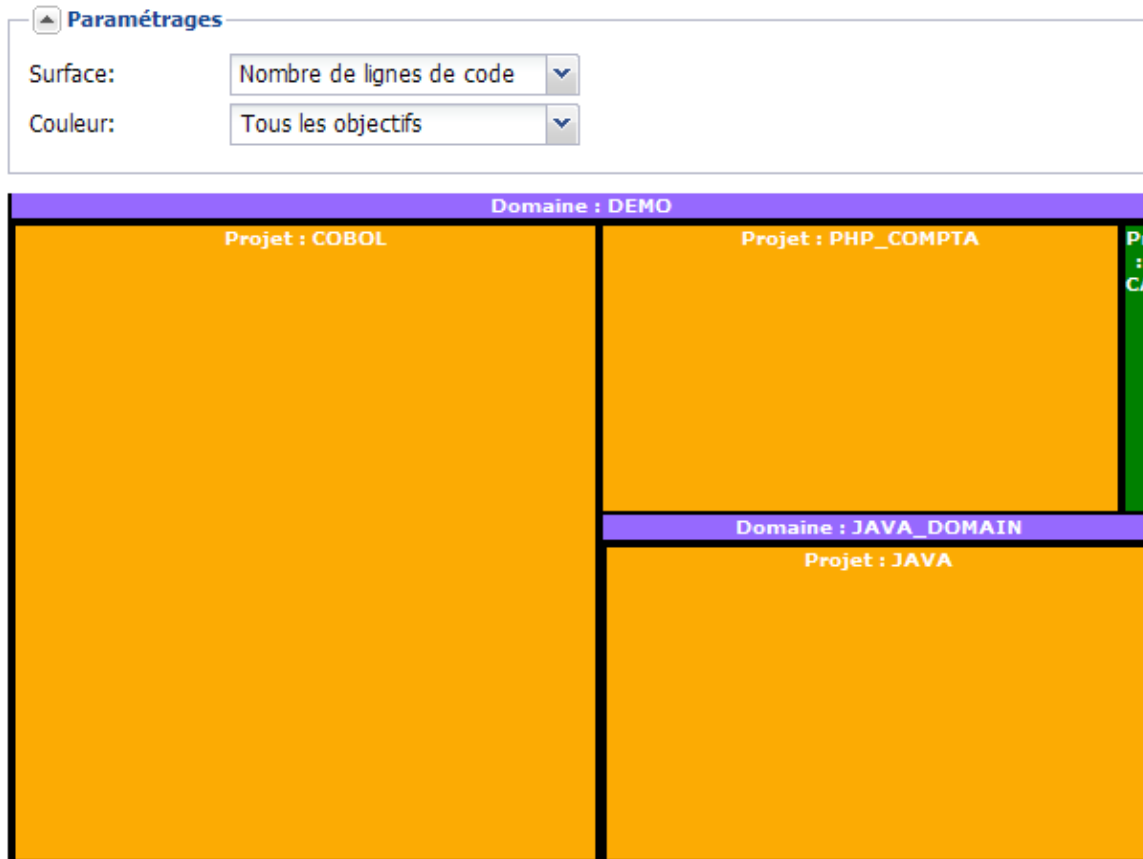 Paramétrages
Surface: Nombre de lignes de code
Couleur: Tous les objectifs
Domaine : DEMO
Projet : COBOL
Projet : PHP_COMPTA
:
Domaine : JAVA_DOMAIN
Projet : JAVA